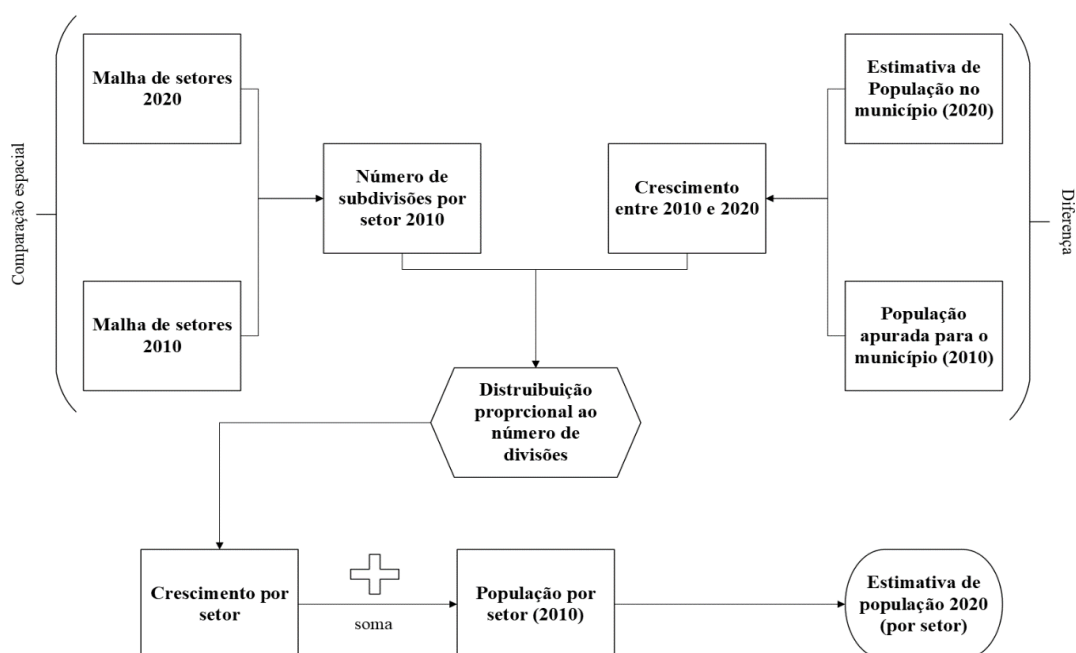 Comparação espacial
Malha de setores
2020
Malha de setores
2010
Número de
subdivisões por
setor 2010
Crescimento
entre 2010 e 2020
Estimativa de
População no
município (2020)
População
apurada para o
município (2010)
Diferença
Distruibuição
proprcional ao
número de
divisões
Crescimento por
setor
soma
População por
setor (2010)
Estimativa de
população 2020
(por setor)